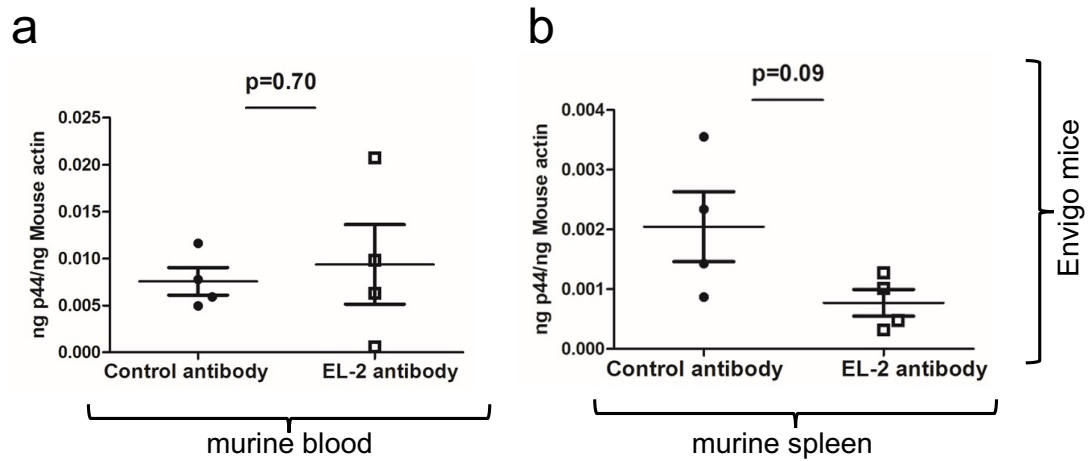 a
p=0.70
ng p44/ng Mouse actin
0.025
0.020
0.015
0.010
0.005
0.000
Control antibody
EL-2 antibody
murine blood
b
p=0.09
ng p44/ng Mouse actin
0.004
0.003
0.002
0.001
0.000
Control antibody
EL-2 antibody
murine spleen
Envigo mice